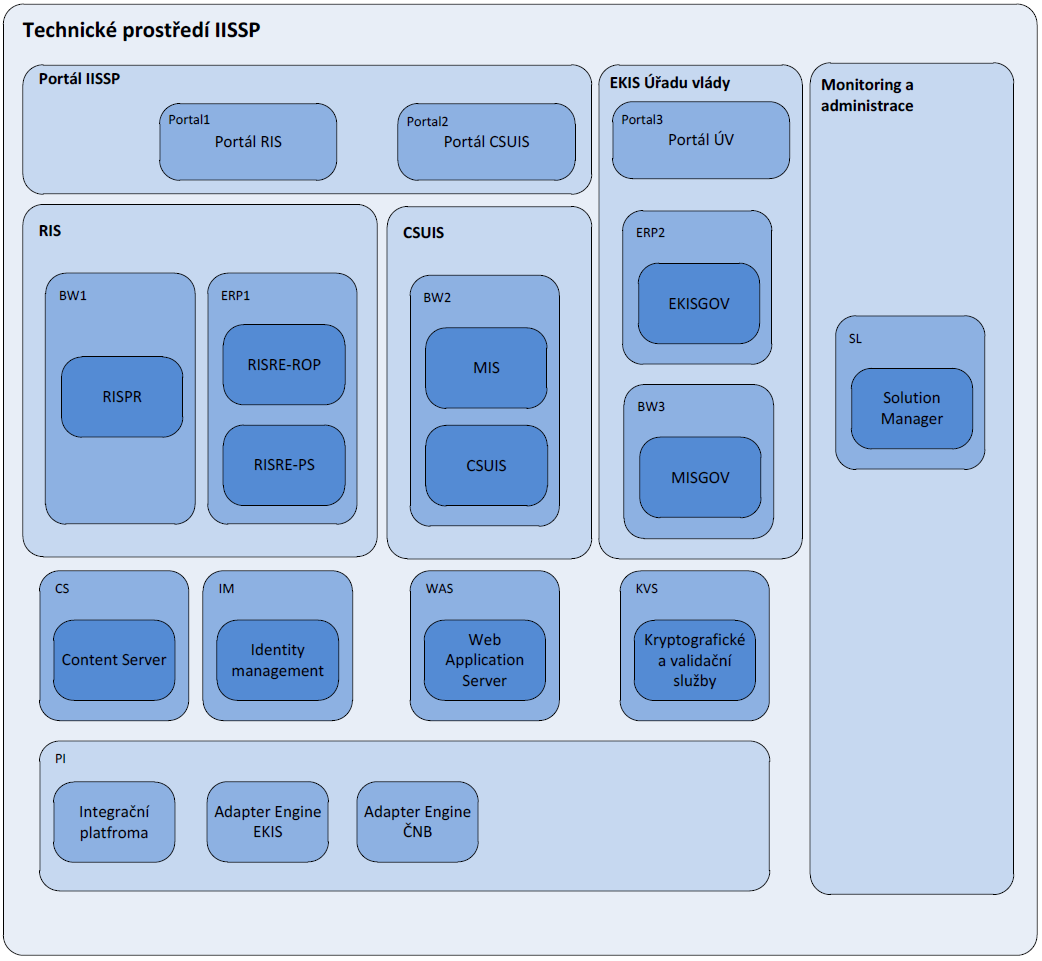 Technické prostředí IISSP
Portál IISSP
Portal1
Portál RIS
Portal2
Portál CSUIS
EKIS Úřadu vlády
Portal3
Portál ÚV
Monitoring a
administrace
RIS
BW1
RISPR
ERP1
RISRE-ROP
RISRE-PS
CSUIS
BW2
MIS
CSUIS
ERP2
EKISGOV
BW3
MISGOV
SL
Solution
Manager
CS
Content Server
IM
Identity
management
WAS
Web
Application
Server
KVS
Kryptografické
a validační
služby
PI
Integrační
platfroma
Adapter Engine
EKIS
Adapter Engine
ČNB